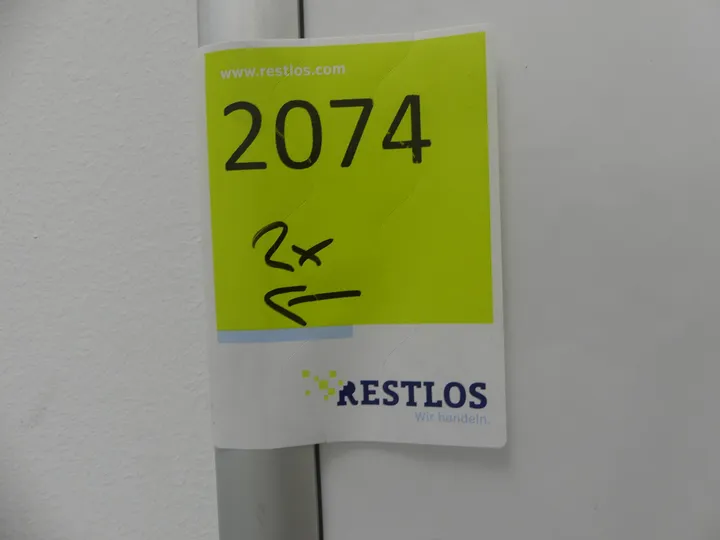 www.restlos.com
2074
2x
←
RESTLOS
Wir handeln.